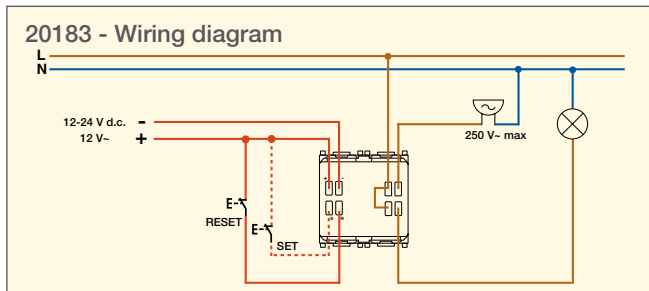 20183 - Wiring diagram
L
N
12-24 V d.c. -
12 V~ +
250 V~ max
+ -
RESET
SET